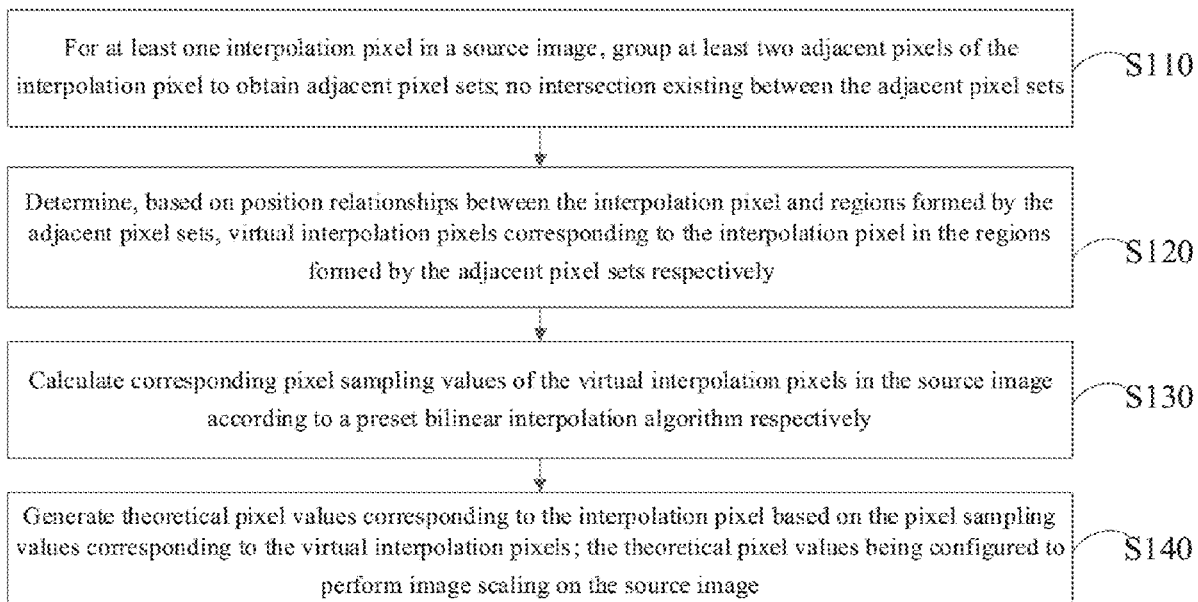 For at least one interpolation pixel in a source image, group at least two adjacent pixels of the
interpolation pixel to obtain adjacent pixel sets; no intersection existing between the adjacent pixel sets
S110
Determine, based on position relationships between the interpolation pixel and regions formed by the
adjacent pixel sets, virtual interpolation pixels corresponding to the interpolation pixel in the regions
formed by the adjacent pixel sets respectively
S120
Calculate corresponding pixel sampling values of the virtual interpolation pixels in the source image
according to a preset bilinear interpolation algorithm respectively
S130
Generate theoretical pixel values corresponding to the interpolation pixel based on the pixel sampling
values corresponding to the virtual interpolation pixels; the theoretical pixel values being configured to
perform image scaling on the source image
S140